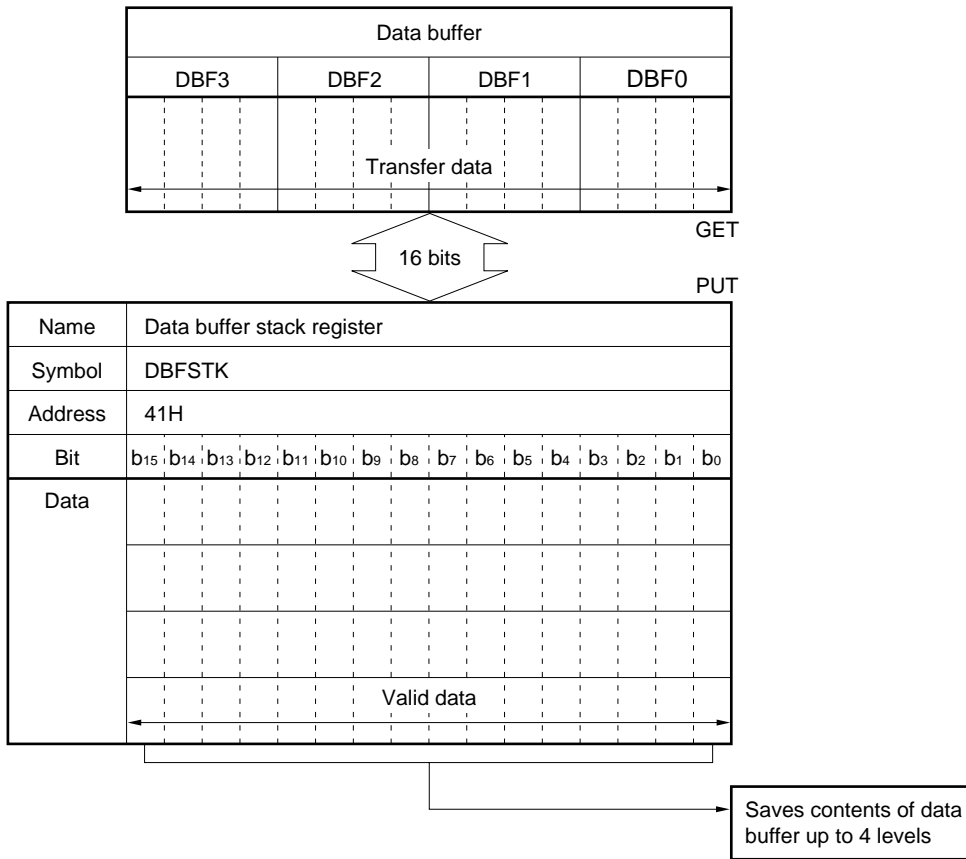 Data buffer
DBF3 DBF2 DBF1 DBF0
Transfer data
GET
16 bits
PUT
Name Data buffer stack register
Symbol DBFSTK
Address 41H
Bit b15 b14 b13 b12 b11 b10 b9 b8 b7 b6 b5 b4 b3 b2 b1 b0
Data
Valid data
Saves contents of data
buffer up to 4 levels